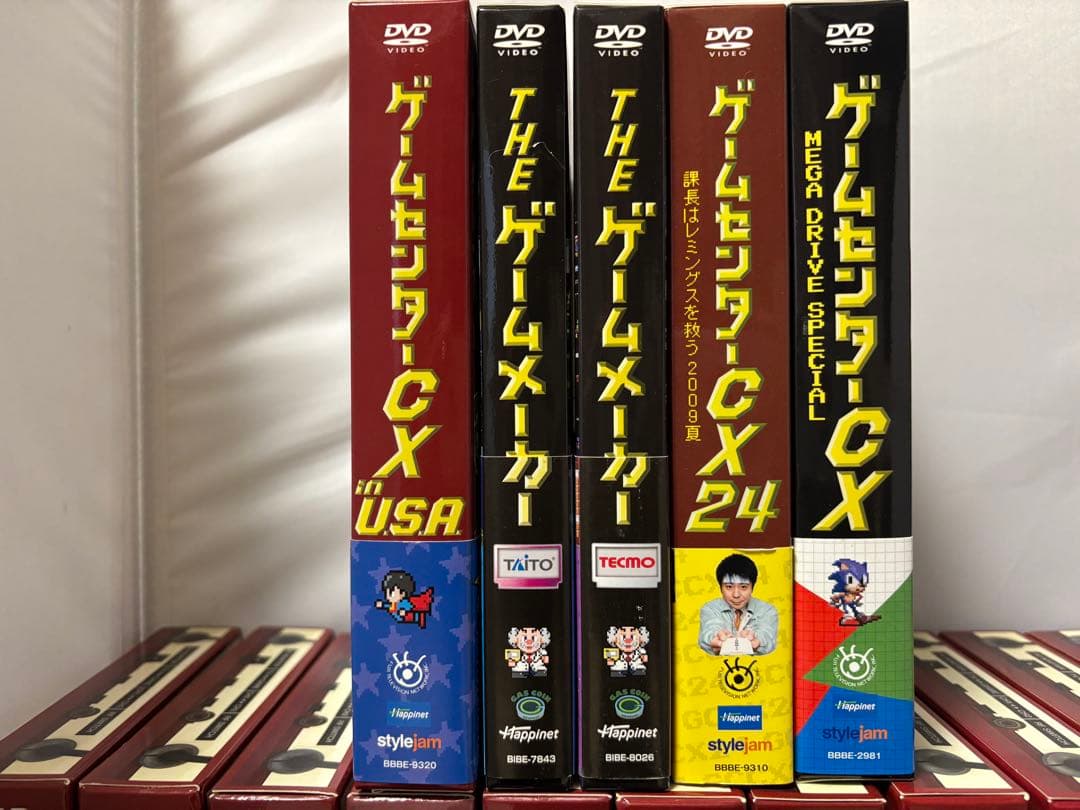 DVD
VIDEO
ゲームセンターCX
in
U.S.A.
Happinet
stylejam
BBBE-9320
DVD
VIDEO
THE ゲームメーカー
TAITO
GAS COIN
Happinet
BIBE-7843
DVD
VIDEO
THE ゲームメーカー
TECMO
GAS COIN
Happinet
BIBE-8026
DVD
VIDEO
ゲームセンターCX
24
課長はレミングスを救う 2009夏
Happinet
stylejam
BBBE-9310
DVD
VIDEO
ゲームセンターCX
MEGA DRIVE SPECIAL
Happinet
stylejam
BBBE-2981